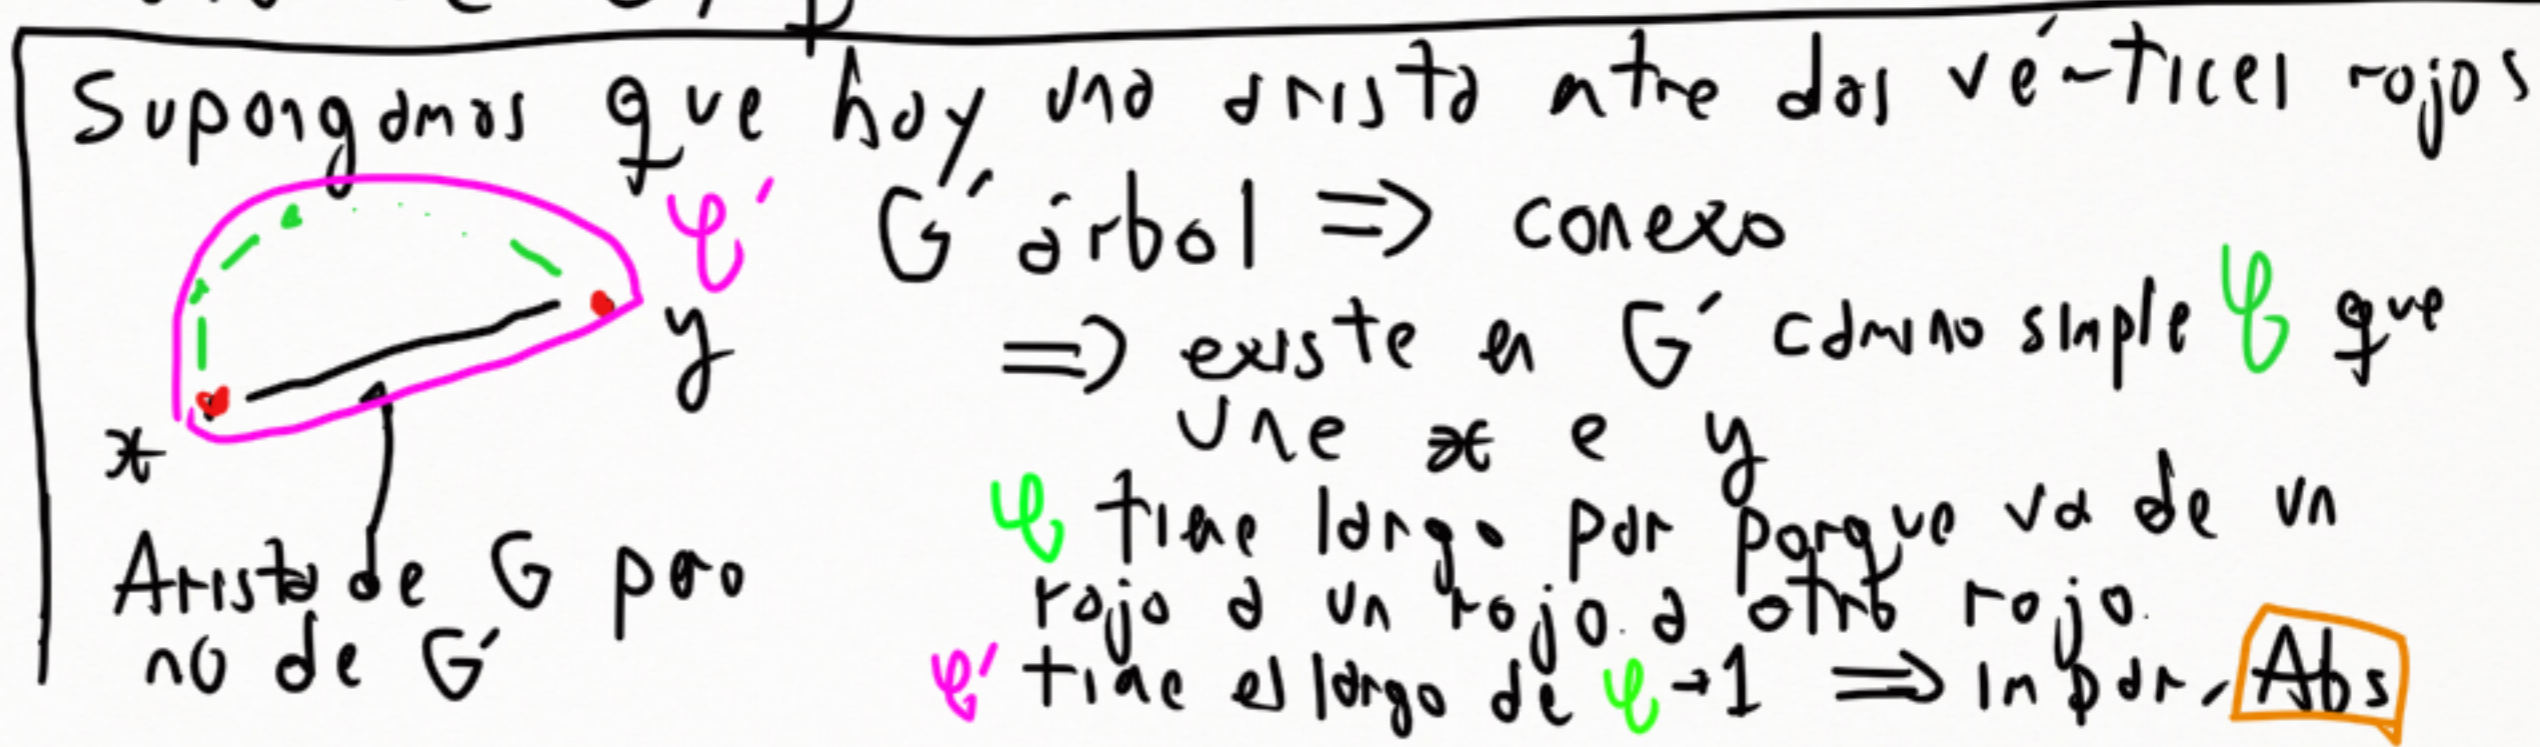 Supongamos que hay una arista entre dos vértices rojos
G' árbol ⇒ conexo
⇒ existe en G' camino simple 𝒞 que
une x e y
𝒞 tiene largo par porque va de un
rojo a un rojo a otro rojo.
𝒞' tiene el largo de 𝒞 + 1 ⇒ impar, Abs
𝒞'
y
x
Arista de G pero
no de G'